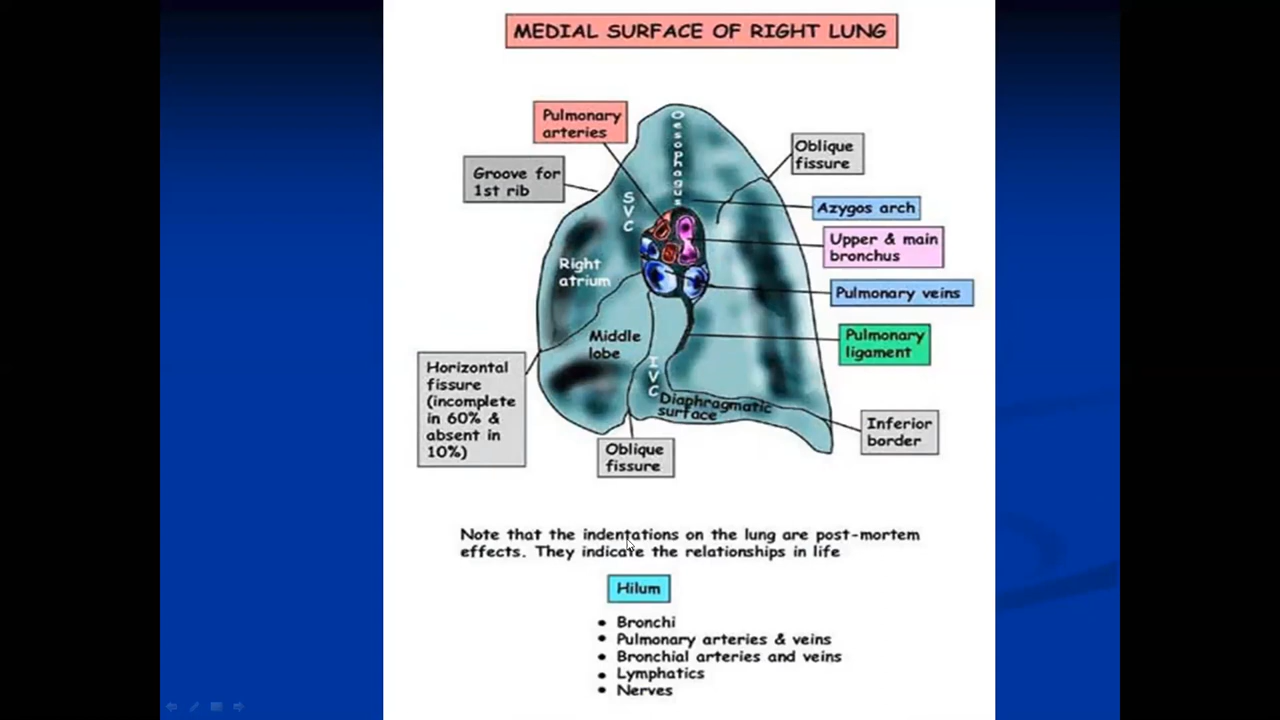 MEDIAL SURFACE OF RIGHT LUNG
Pulmonary
arteries
Oesophagus
Oblique
fissure
Groove for
1st rib
SVC
Azygos arch
Upper & main
bronchus
Right
atrium
Pulmonary veins
Middle
lobe
Pulmonary
ligament
Horizontal
fissure
(incomplete
in 60% &
absent in
10%)
IVC
Diaphragmatic
surface
Inferior
border
Oblique
fissure
Note that the indentations on the lung are post-mortem
effects. They indicate the relationships in life
Hilum
• Bronchi
• Pulmonary arteries & veins
• Bronchial arteries and veins
• Lymphatics
• Nerves